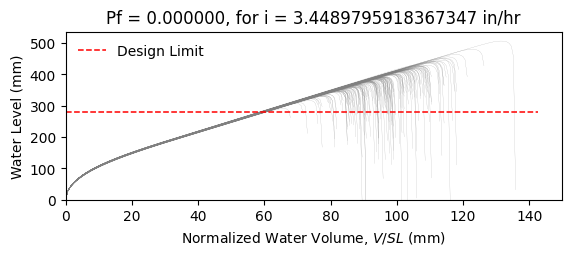 Pf = 0.000000, for i = 3.4489795918367347 in/hr
Water Level (mm)
500
400
300
200
100
0
Design Limit
0 20 40 60 80 100 120 140
Normalized Water Volume, V/SL (mm)